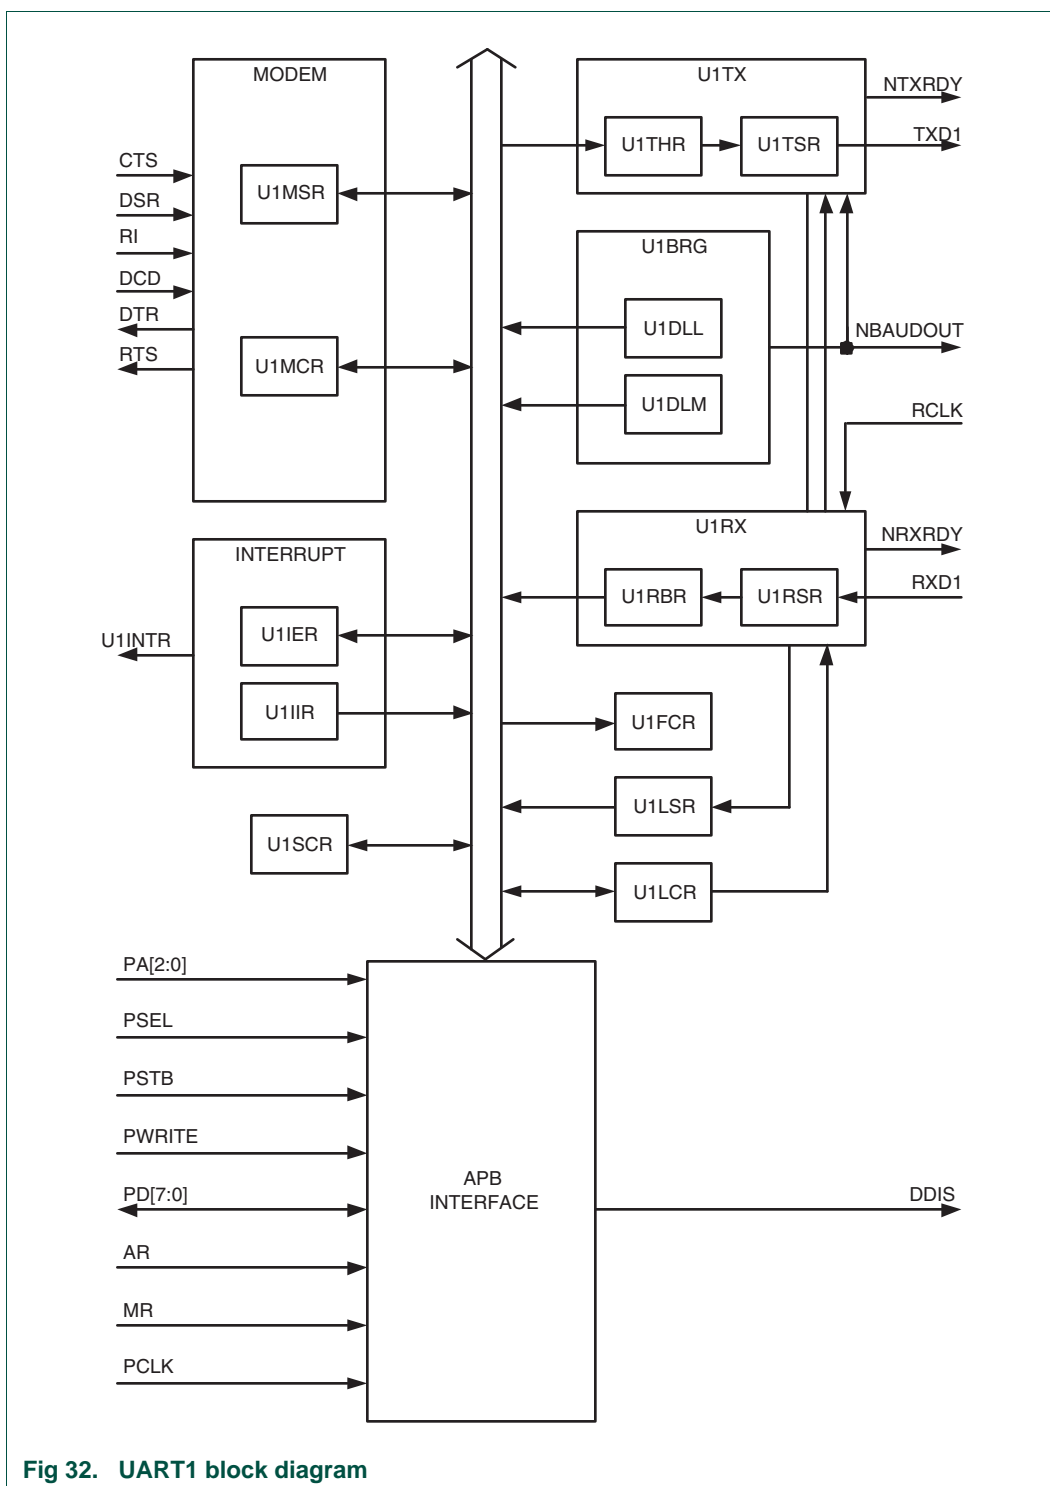 MODEM
CTS
DSR
RI
DCD
DTR
RTS
U1MSR
U1MCR
U1TX
U1THR
U1TSR
NTXRDY
TXD1
U1BRG
U1DLL
U1DLM
NBAUDOUT
RCLK
U1RX
U1RBR
U1RSR
NRXRDY
RXD1
INTERRUPT
U1INTR
U1IER
U1IIR
U1FCR
U1LSR
U1SCR
U1LCR
PA[2:0]
PSEL
PSTB
PWRITE
PD[7:0]
AR
MR
PCLK
APB
INTERFACE
DDIS
Fig 32. UART1 block diagram